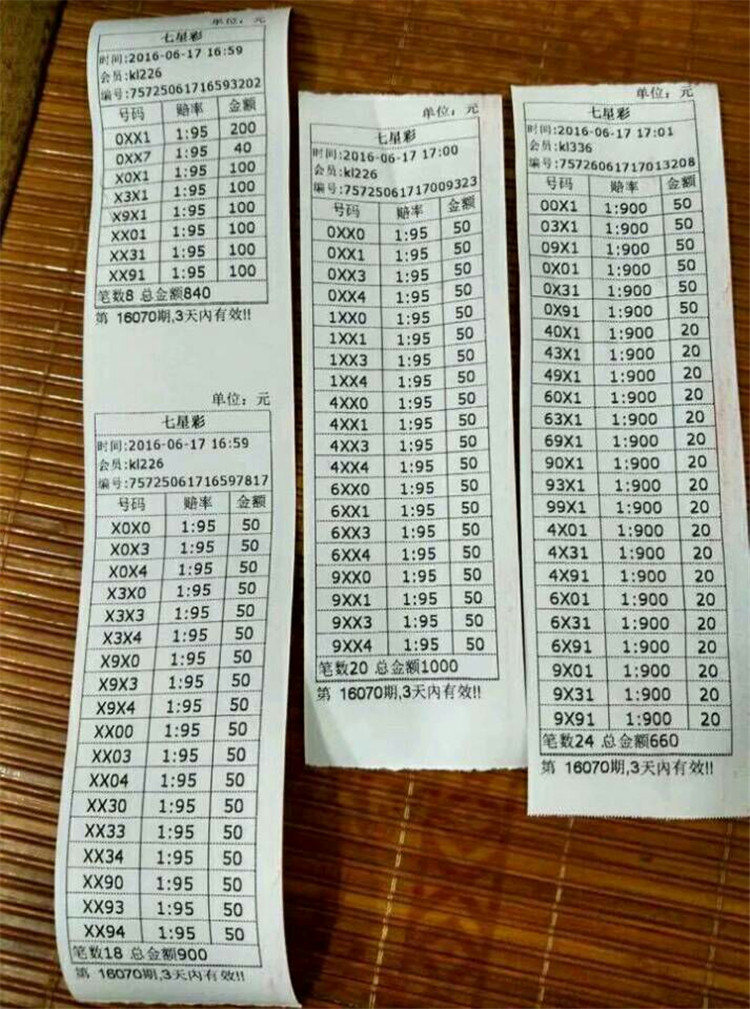 单位：元
七星彩
时间:2016-06-17 16:59
会员:kl226
编号:75725061716593202
号码 赔率 金额
0XX1 1:95 200
0XX7 1:95 40
X0X1 1:95 100
X3X1 1:95 100
X9X1 1:95 100
XX01 1:95 100
XX31 1:95 100
XX91 1:95 100
笔数8 总金额840
第 16070期,3天内有效!!
单位：元
七星彩
时间:2016-06-17 16:59
会员:kl226
编号:75725061716597817
号码 赔率 金额
X0X0 1:95 50
X0X3 1:95 50
X0X4 1:95 50
X3X0 1:95 50
X3X3 1:95 50
X3X4 1:95 50
X9X0 1:95 50
X9X3 1:95 50
X9X4 1:95 50
XX00 1:95 50
XX03 1:95 50
XX04 1:95 50
XX30 1:95 50
XX33 1:95 50
XX34 1:95 50
XX90 1:95 50
XX93 1:95 50
XX94 1:95 50
笔数18 总金额900
第 16070期,3天内有效!!
单位：元
七星彩
时间:2016-06-17 17:00
会员:kl226
编号:75725061717009323
号码 赔率 金额
0XX0 1:95 50
0XX1 1:95 50
0XX3 1:95 50
0XX4 1:95 50
1XX0 1:95 50
1XX1 1:95 50
1XX3 1:95 50
1XX4 1:95 50
4XX0 1:95 50
4XX1 1:95 50
4XX3 1:95 50
4XX4 1:95 50
6XX0 1:95 50
6XX1 1:95 50
6XX3 1:95 50
6XX4 1:95 50
9XX0 1:95 50
9XX1 1:95 50
9XX3 1:95 50
9XX4 1:95 50
笔数20 总金额1000
第 16070期,3天内有效!!
单位：元
七星彩
时间:2016-06-17 17:01
会员:kl336
编号:75726061717013208
号码 赔率 金额
00X1 1:900 50
03X1 1:900 50
09X1 1:900 50
0X01 1:900 50
0X31 1:900 50
0X91 1:900 50
40X1 1:900 20
43X1 1:900 20
49X1 1:900 20
60X1 1:900 20
63X1 1:900 20
69X1 1:900 20
90X1 1:900 20
93X1 1:900 20
99X1 1:900 20
4X01 1:900 20
4X31 1:900 20
4X91 1:900 20
6X01 1:900 20
6X31 1:900 20
6X91 1:900 20
9X01 1:900 20
9X31 1:900 20
9X91 1:900 20
笔数24 总金额660
第 16070期,3天内有效!!